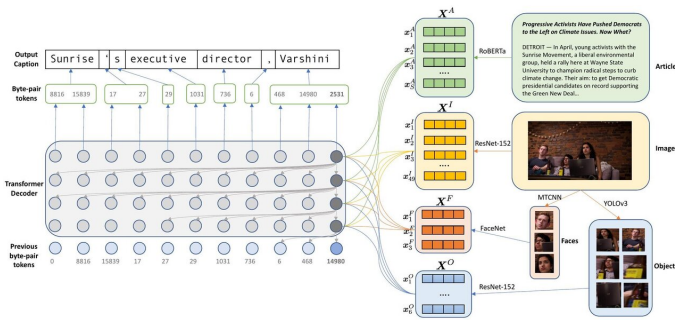 Output
Caption
Sunrise 's executive director , Varshini
Byte-pair
tokens
8816 15839 17 27 29 1031 736 6 468 14980 2531
Transformer
Decoder
Previous
byte-pair
tokens
0 8816 15839 17 27 29 1031 736 6 468 14980
X^A
x_1^A
x_2^A
x_3^A
....
x_S^A
RoBERTa
Progressive Activists Have Pushed Democrats
to the Left on Climate Issues. Now What?
DETROIT — In April, young activists with the
Sunrise Movement, a liberal environmental
group, held a rally here at Wayne State
University to champion radical steps to curb
climate change. Their aim: to get Democratic
presidential candidates on record supporting
the Green New Deal...
Article
X^I
x_1^I
x_2^I
x_3^I
....
x_49^I
ResNet-152
Image
MTCNN
YOLOv3
X^F
x_1^F
x_2^F
x_3^F
FaceNet
Faces
X^O
x_1^O
....
x_6^O
ResNet-152
Object